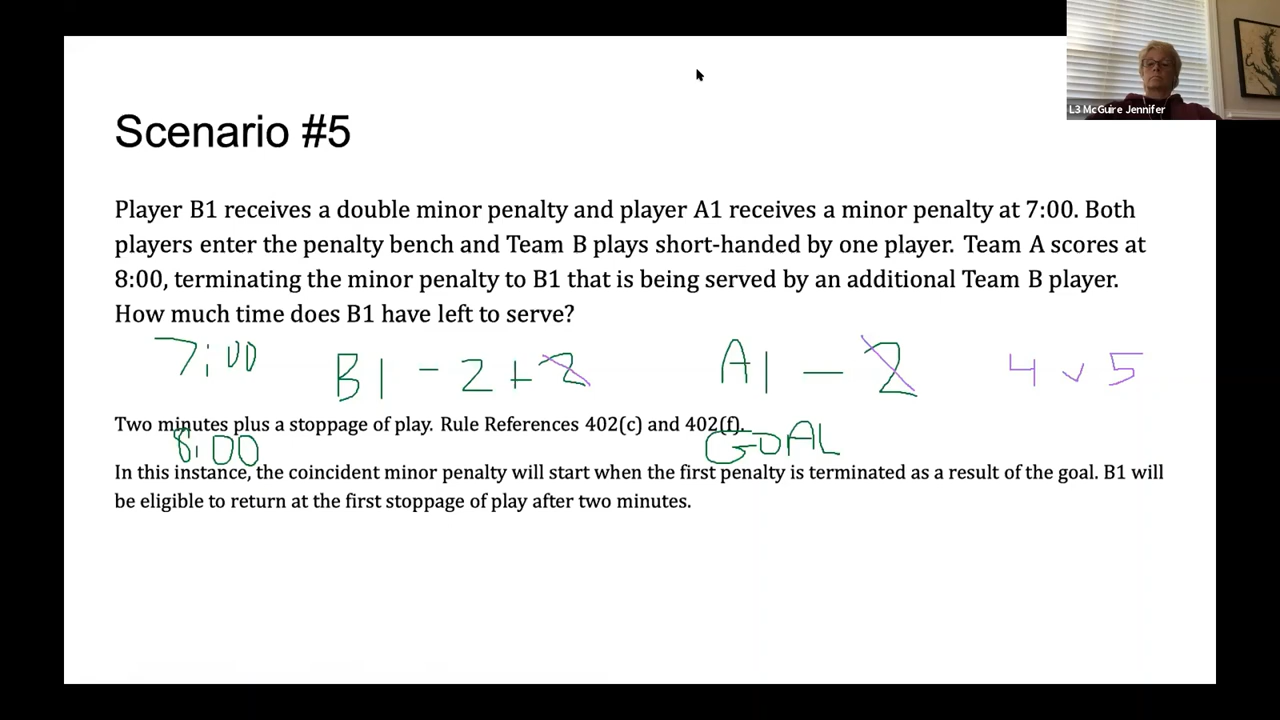 L3 McGuire Jennifer
Scenario #5
Player B1 receives a double minor penalty and player A1 receives a minor penalty at 7:00. Both
players enter the penalty bench and Team B plays short-handed by one player. Team A scores at
8:00, terminating the minor penalty to B1 that is being served by an additional Team B player.
How much time does B1 have left to serve?
7:00 B1 - 2+2 A1 — 2 4 v 5
Two minutes plus a stoppage of play. Rule References 402(c) and 402(f).
8:00 GOAL
In this instance, the coincident minor penalty will start when the first penalty is terminated as a result of the goal. B1 will
be eligible to return at the first stoppage of play after two minutes.